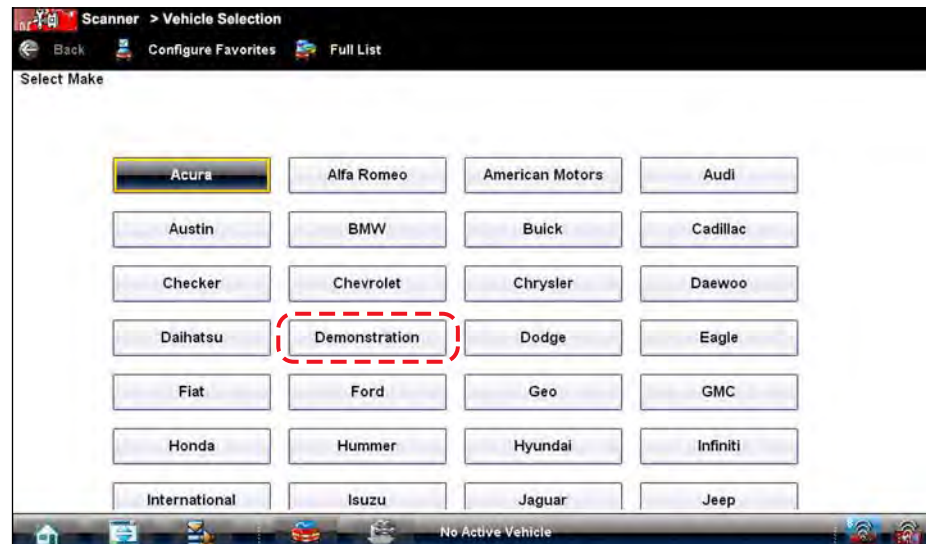 Scanner > Vehicle Selection
Back Configure Favorites Full List
Select Make
Acura Alfa Romeo American Motors Audi
Austin BMW Buick Cadillac
Checker Chevrolet Chrysler Daewoo
Daihatsu Demonstration Dodge Eagle
Fiat Ford Geo GMC
Honda Hummer Hyundai Infiniti
International Isuzu Jaguar Jeep
No Active Vehicle